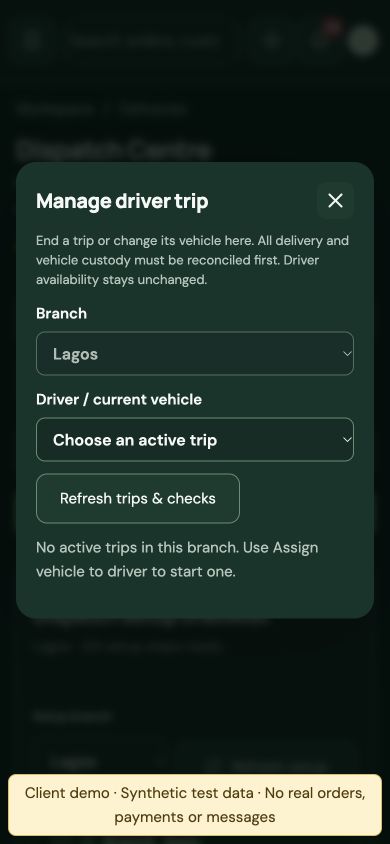 Dispatch Centre
Manage driver trip
End a trip or change its vehicle here. All delivery and
vehicle custody must be reconciled first. Driver
availability stays unchanged.
Branch
Lagos
Driver / current vehicle
Choose an active trip
Refresh trips & checks
No active trips in this branch. Use Assign
vehicle to driver to start one.
Lagos
Client demo · Synthetic test data · No real orders,
payments or messages